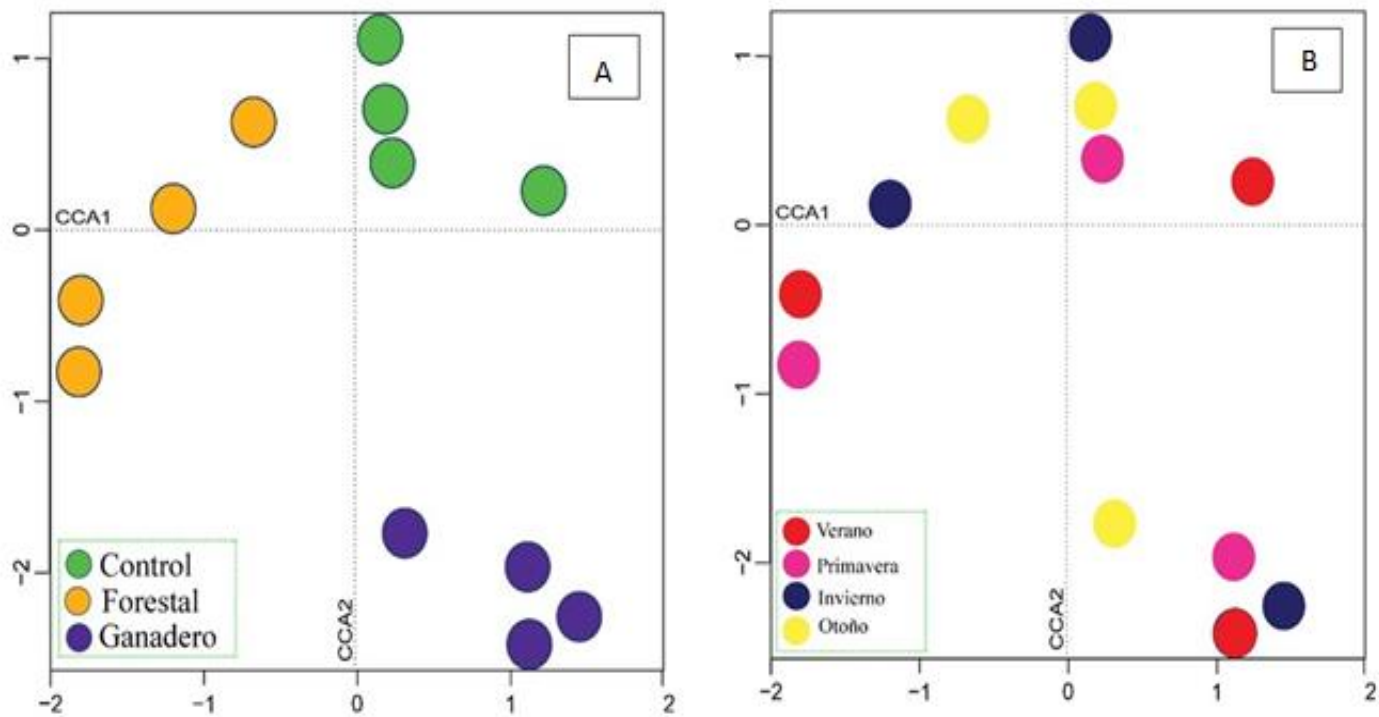 A
1
0
−1
−2
CCA1
CCA2
Control
Forestal
Ganadero
−2
−1
0
1
2
B
1
0
−1
−2
CCA1
CCA2
Verano
Primavera
Invierno
Otoño
−2
−1
0
1
2